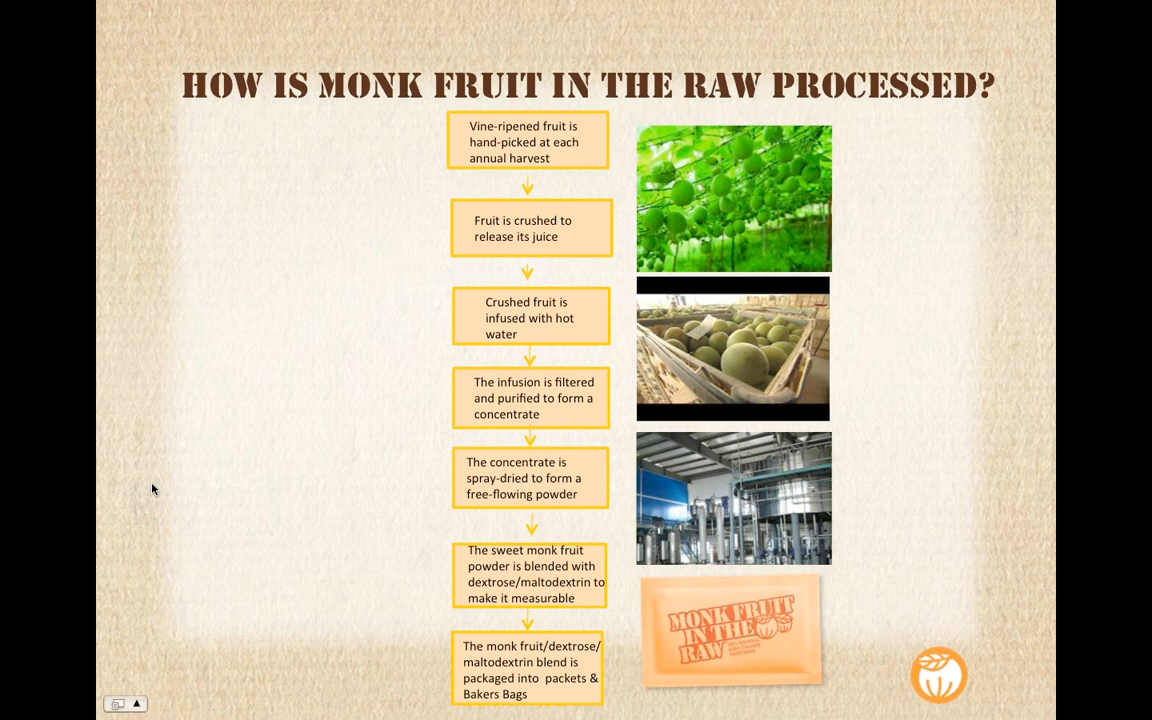 HOW IS MONK FRUIT IN THE RAW PROCESSED?
Vine-ripened fruit is
hand-picked at each
annual harvest
Fruit is crushed to
release its juice
Crushed fruit is
infused with hot
water
The infusion is filtered
and purified to form a
concentrate
The concentrate is
spray-dried to form a
free-flowing powder
The sweet monk fruit
powder is blended with
dextrose/maltodextrin to
make it measurable
The monk fruit/dextrose/
maltodextrin blend is
packaged into packets &
Bakers Bags
MONK FRUIT
IN THE
RAW